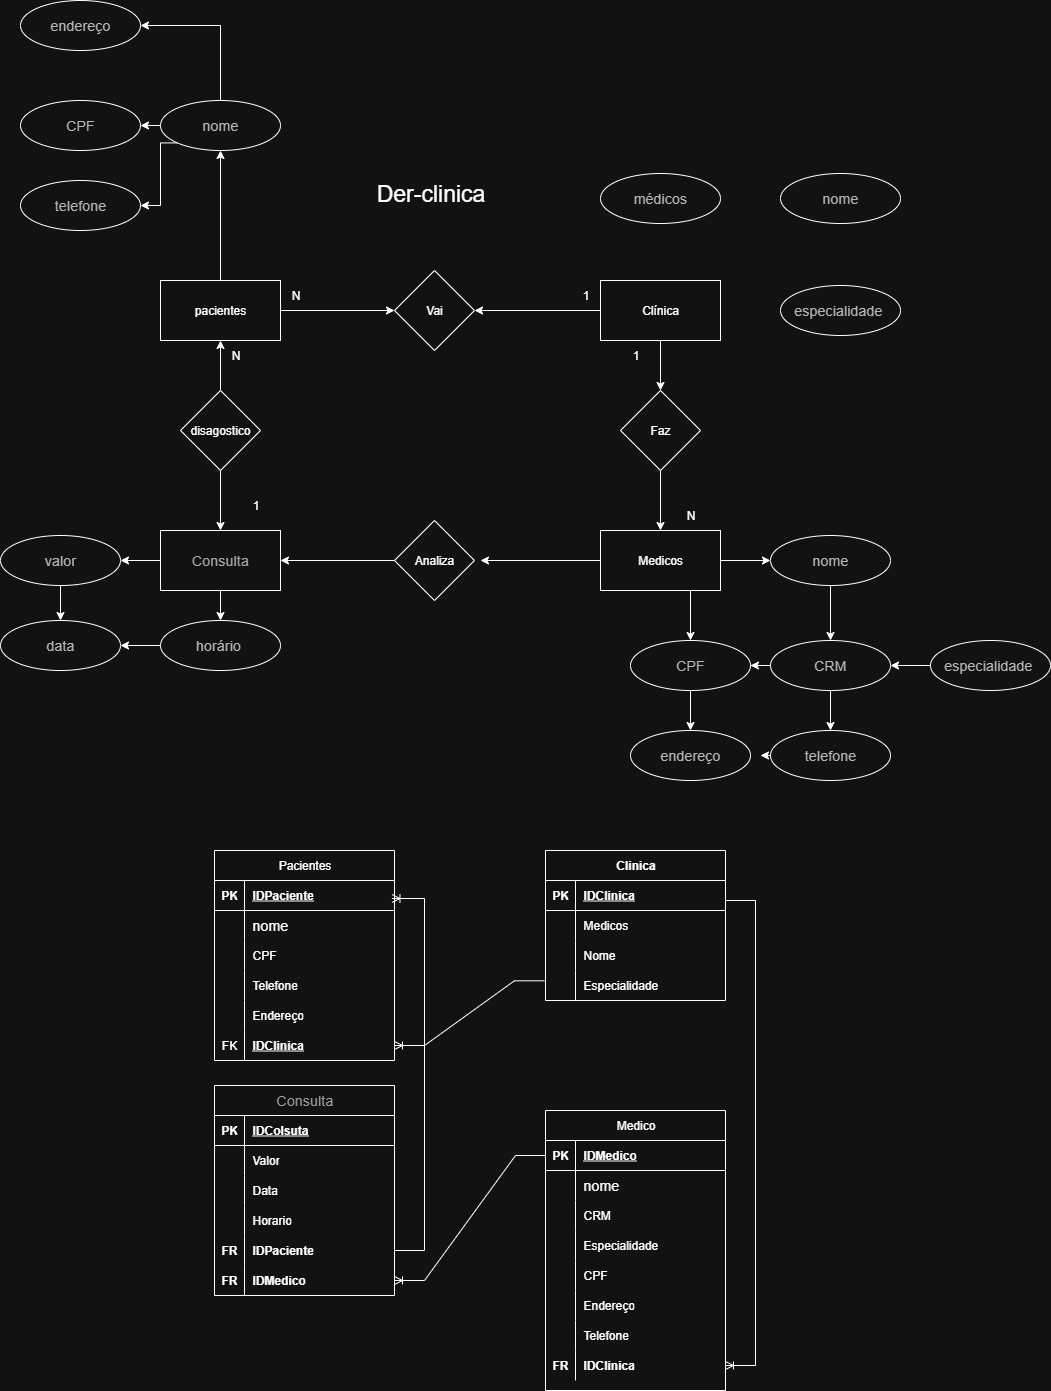 endereço
CPF
nome
telefone
Der-clinica
médicos
nome
pacientes
N
Vai
1
Clínica
especialidade
N
1
disagostico
Faz
1
N
valor
Consulta
Analiza
Medicos
nome
data
horário
CPF
CRM
especialidade
endereço
telefone
Pacientes
PK IDPaciente
nome
CPF
Telefone
Endereço
FK IDClinica
Clinica
PK IDClinica
Medicos
Nome
Especialidade
Consulta
PK IDColsuta
Valor
Data
Horario
FR IDPaciente
FR IDMedico
Medico
PK IDMedico
nome
CRM
Especialidade
CPF
Endereço
Telefone
FR IDClinica